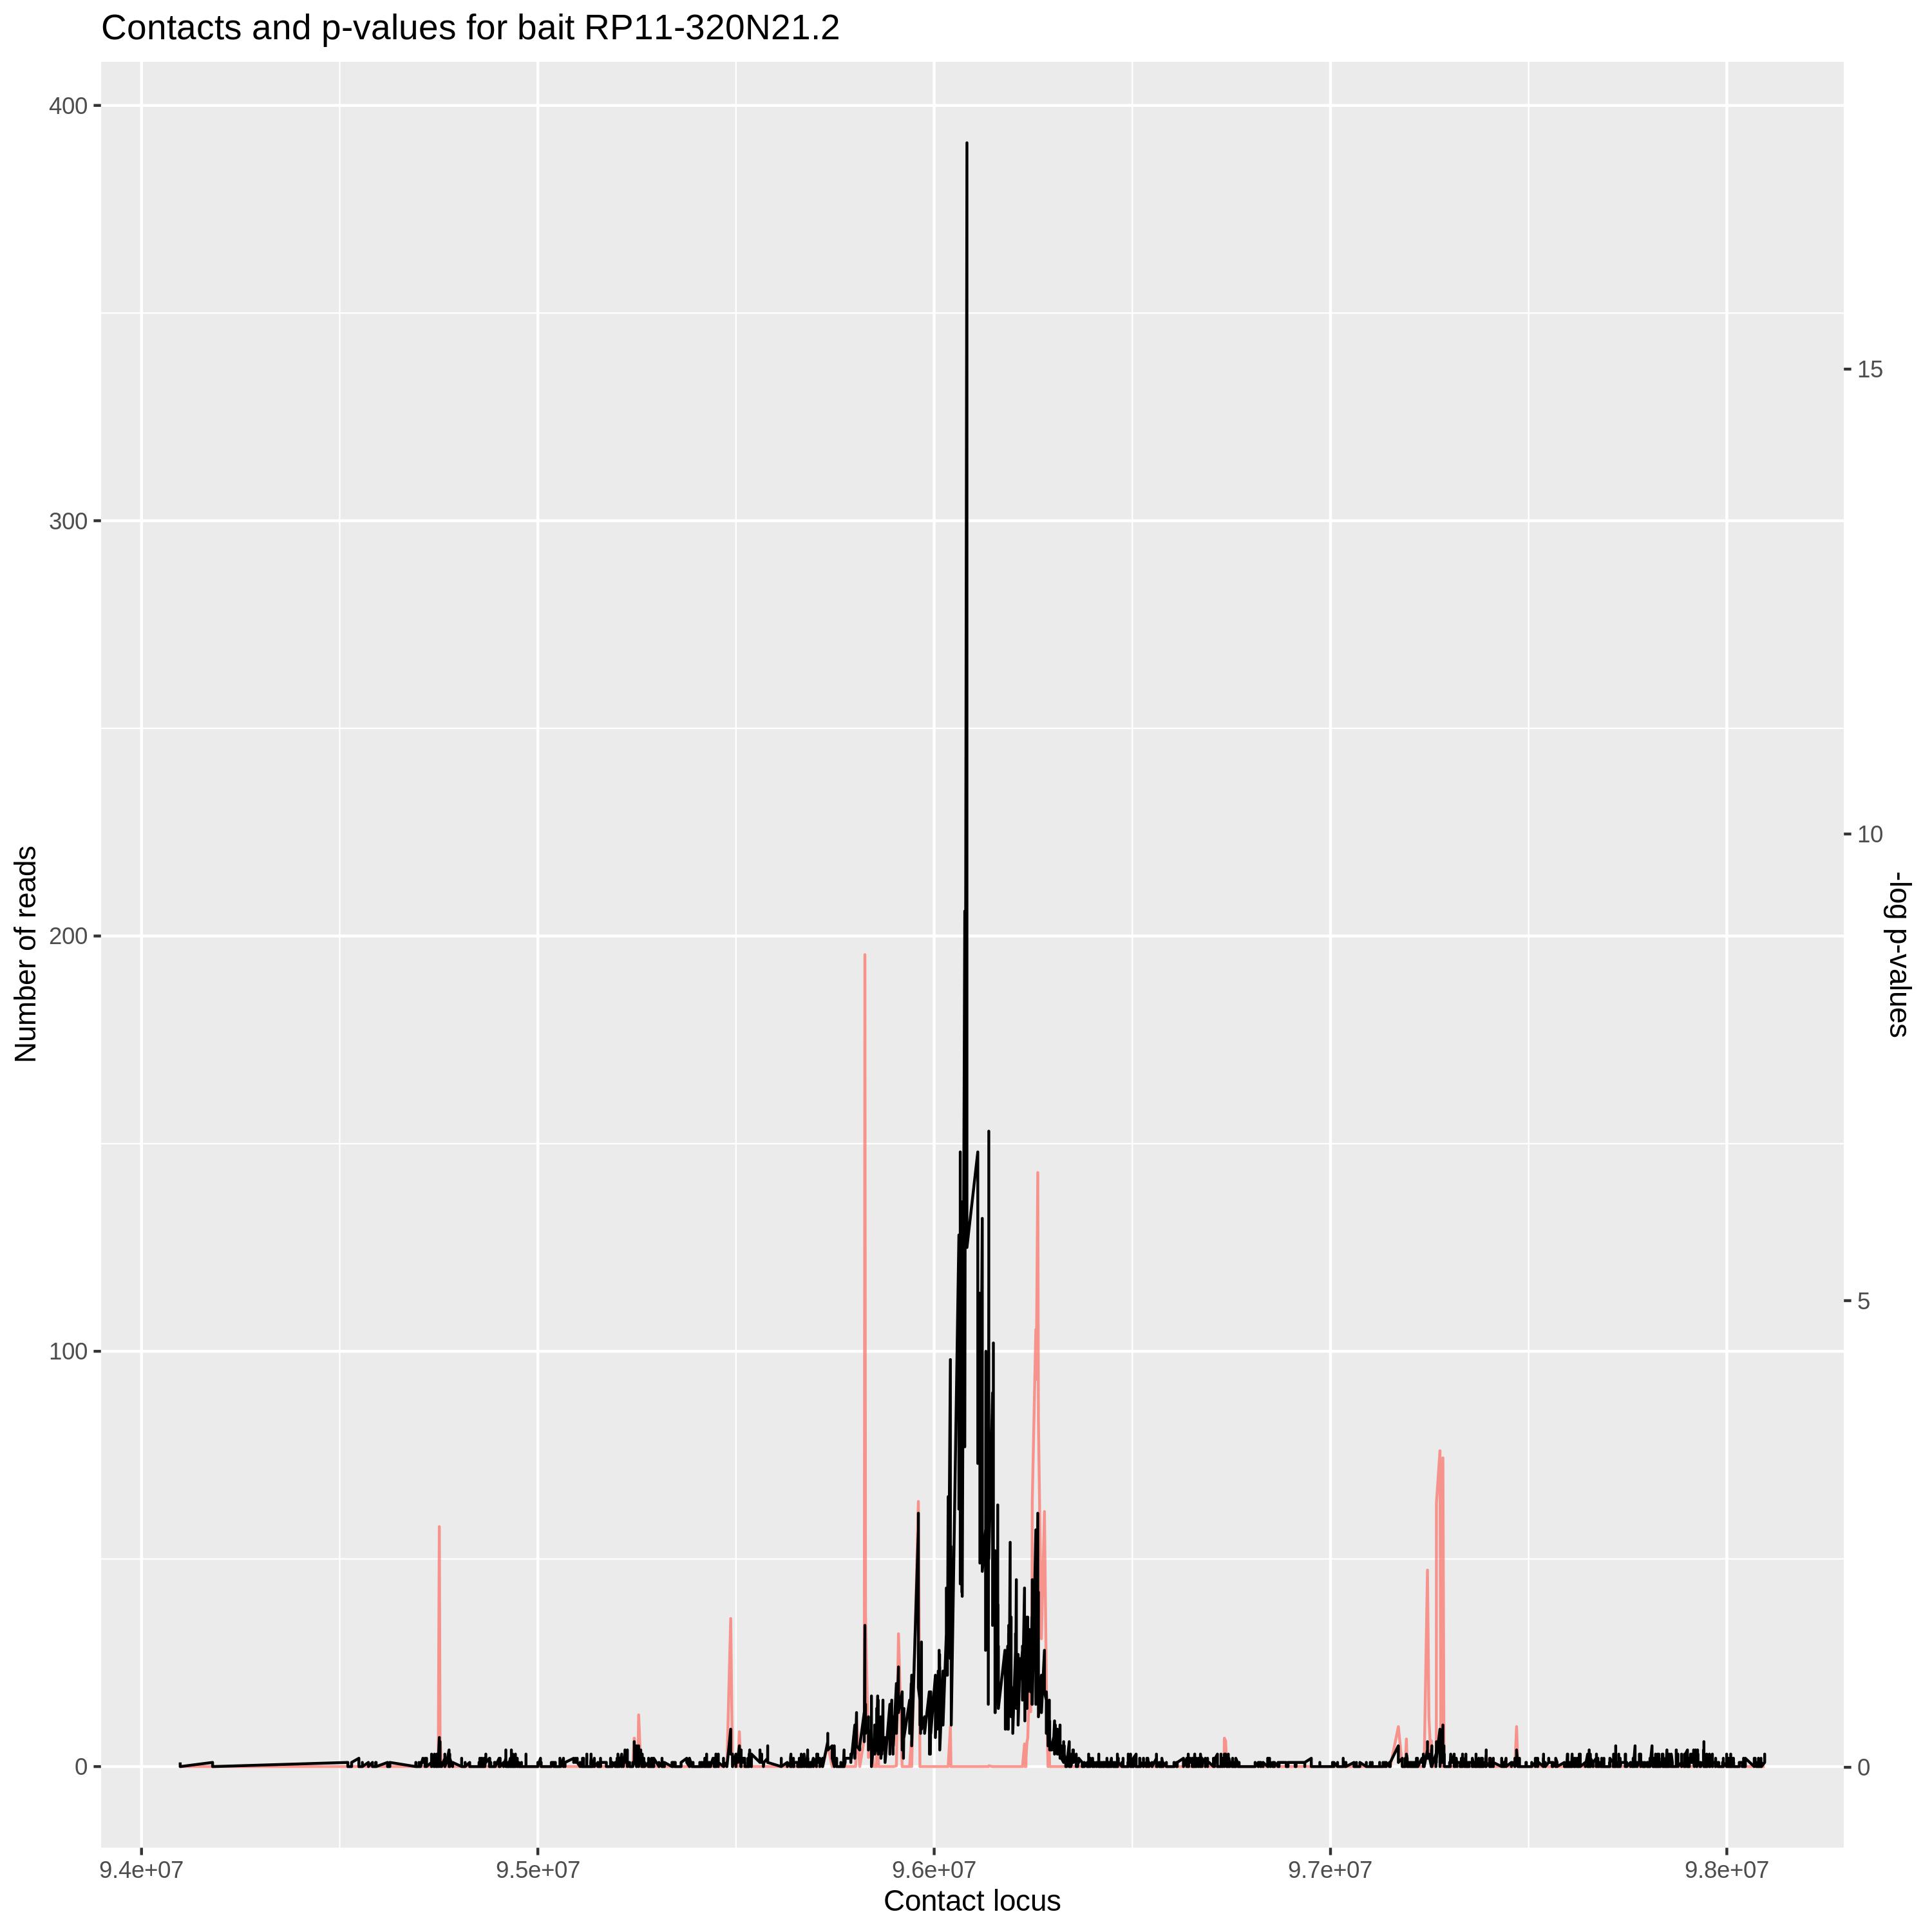 Contacts and p-values for bait RP11-320N21.2
400
300
200
100
0
Number of reads
15
10
5
0
-log p-values
9.4e+07
9.5e+07
9.6e+07
9.7e+07
9.8e+07
Contact locus